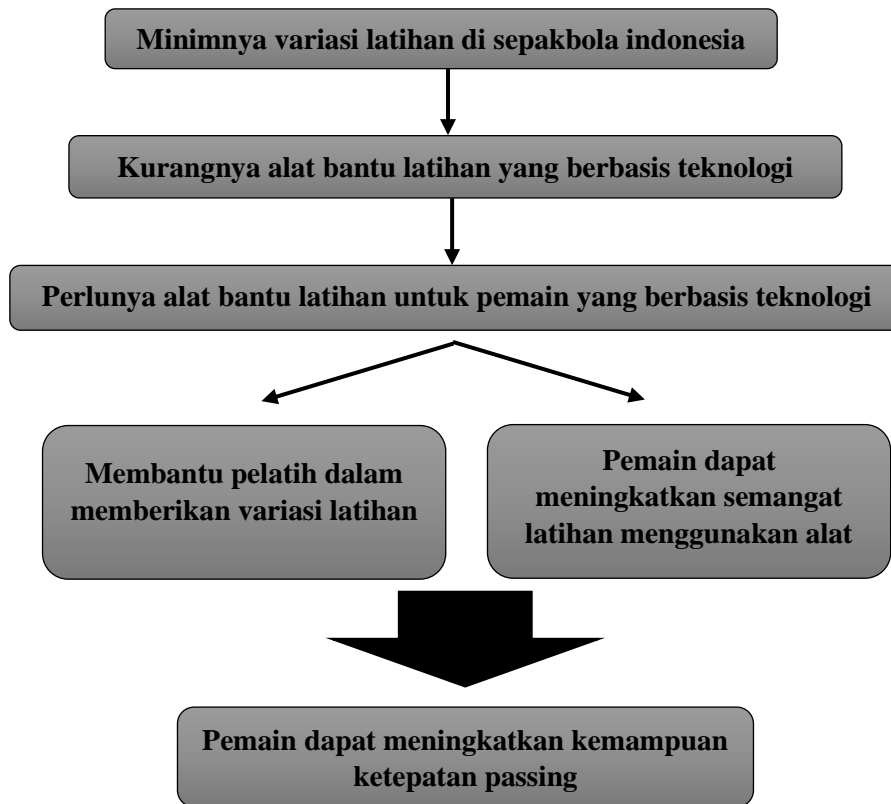 Minimnya variasi latihan di sepakbola indonesia
Kurangnya alat bantu latihan yang berbasis teknologi
Perlunya alat bantu latihan untuk pemain yang berbasis teknologi
Membantu pelatih dalam
memberikan variasi latihan
Pemain dapat
meningkatkan semangat
latihan menggunakan alat
Pemain dapat meningkatkan kemampuan
ketepatan passing